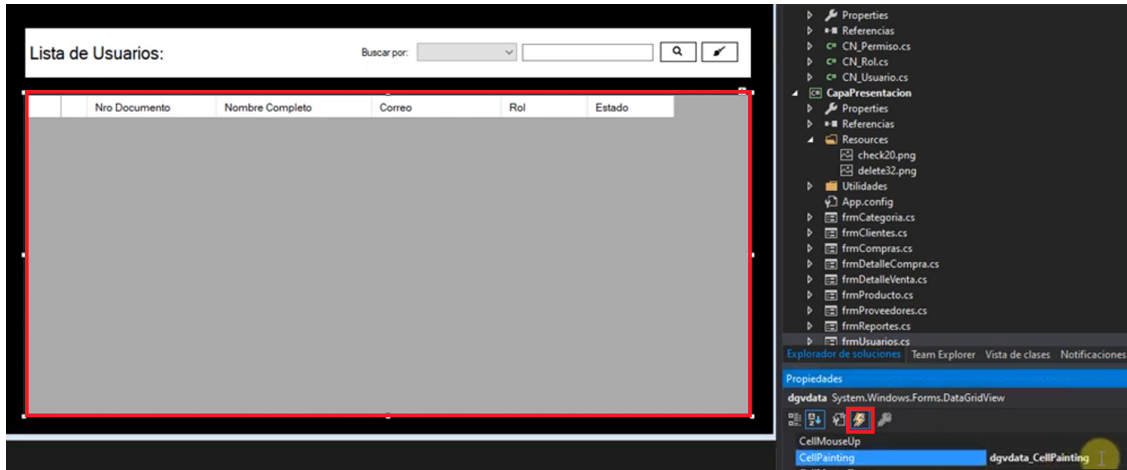 Lista de Usuarios:
Buscar por:
Nro Documento
Nombre Completo
Correo
Rol
Estado
Properties
Referencias
CN_Permiso.cs
CN_Rol.cs
CN_Usuario.cs
CapaPresentacion
Properties
Referencias
Resources
check20.png
delete32.png
Utilidades
App.config
frmCategoria.cs
frmClientes.cs
frmCompras.cs
frmDetalleCompra.cs
frmDetalleVenta.cs
frmProducto.cs
frmProveedores.cs
frmReportes.cs
frmUsuarios.cs
Explorador de soluciones Team Explorer Vista de clases Notificaciones
Propiedades
dgvdata System.Windows.Forms.DataGridView
CellMouseUp
CellPainting dgvdata_CellPainting